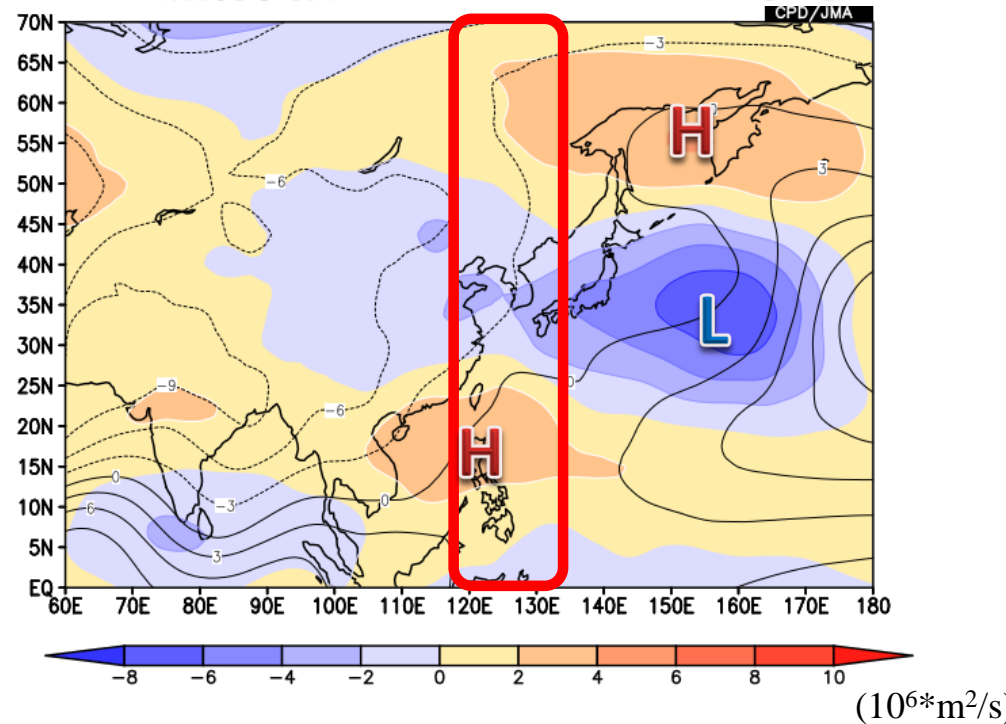 CPD/JMA
70N
65N
60N
55N
50N
45N
40N
35N
30N
25N
20N
15N
10N
5N
EQ
-3
H
3
-6
L
-9
-6
0
H
0
0
-3
6
3
60E 70E 80E 90E 100E 110E 120E 130E 140E 150E 160E 170E 180
-8 -6 -4 -2 0 2 4 6 8 10
(10⁶*m²/s)